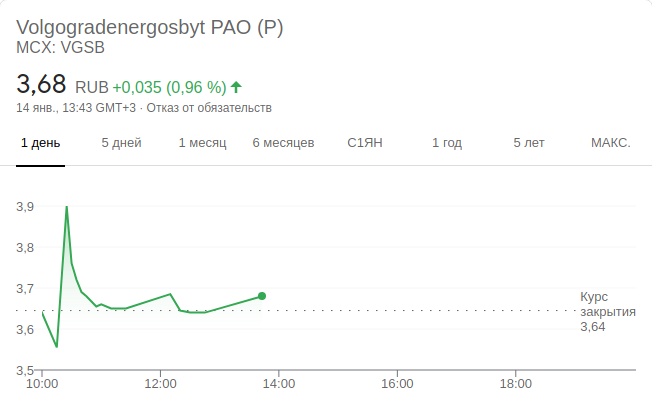 Volgogradenergosbyt PAO (P)
MCX: VGSB
3,68 RUB +0,035 (0,96 %)
14 янв., 13:43 GMT+3 · Отказ от обязательств
1 день 5 дней 1 месяц 6 месяцев С1ЯН 1 год 5 лет МАКС.
3,9
3,8
3,7
3,6
3,5
Курс
закрытия
3,64
10:00 12:00 14:00 16:00 18:00